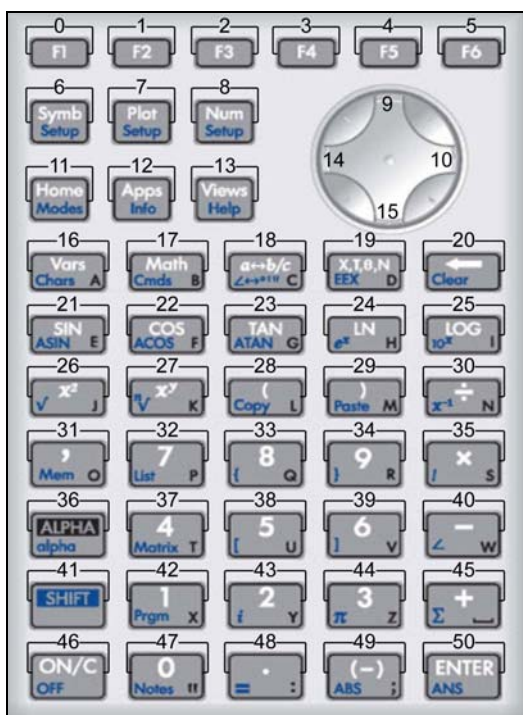 0 1 2 3 4 5
F1 F2 F3 F4 F5 F6
6 7 8
Symb Plot Num
Setup Setup Setup
9
14 10
15
11 12 13
Home Apps Views
Modes Info Help
16 17 18 19 20
Vars Math a↔b/c X,T,θ,N ←
Chars A Cmds B C EEX D Clear
21 22 23 24 25
SIN COS TAN LN LOG
ASIN E ACOS F ATAN G eˣ H 10ˣ I
26 27 28 29 30
x² xʸ ( ) ÷
√ J ⁿ√ K Copy L Paste M x⁻¹ N
31 32 33 34 35
, 7 8 9 ×
Mem O List P { Q } R ! S
36 37 38 39 40
ALPHA 4 5 6 −
alpha Matrix T [ U ] V ∠ W
41 42 43 44 45
SHIFT 1 2 3 +
Prgm X i Y π Z Σ ␣
46 47 48 49 50
ON/C 0 . (−) ENTER
OFF Notes " = : ABS ; ANS